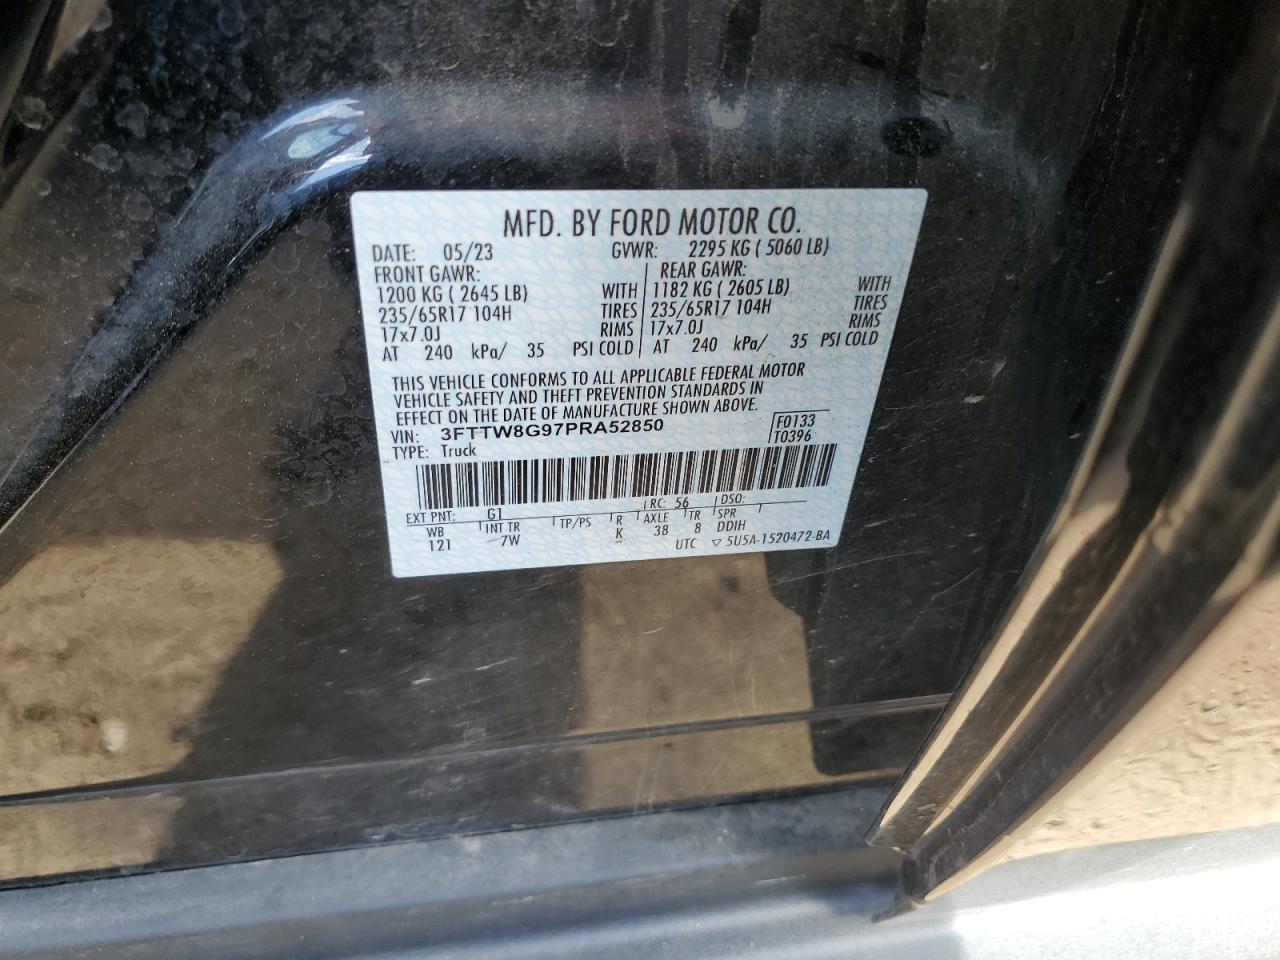 MFD. BY FORD MOTOR CO.
DATE: 05/23 GVWR: 2295 KG ( 5060 LB)
FRONT GAWR: REAR GAWR:
1200 KG ( 2645 LB) WITH 1182 KG ( 2605 LB) WITH
235/65R17 104H TIRES 235/65R17 104H TIRES
17x7.0J RIMS 17x7.0J RIMS
AT 240 kPa/ 35 PSI COLD AT 240 kPa/ 35 PSI COLD
THIS VEHICLE CONFORMS TO ALL APPLICABLE FEDERAL MOTOR
VEHICLE SAFETY AND THEFT PREVENTION STANDARDS IN
EFFECT ON THE DATE OF MANUFACTURE SHOWN ABOVE.
VIN: 3FTTW8G97PRA52850 F0133
TYPE: Truck T0396
EXT PNT: G1 RC: 56 DSO:
WB INT TR TP/PS R AXLE TR SPR
121 7W K 38 8 DDIH
UTC ▽ 5U5A-1520472-BA